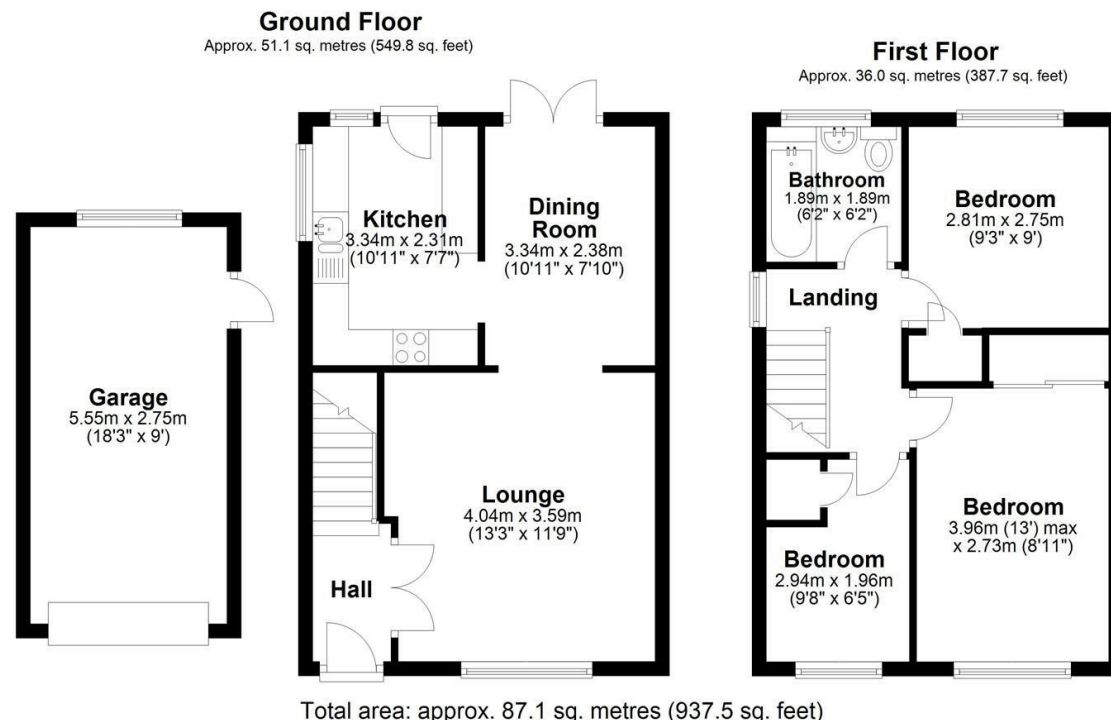 Ground Floor
Approx. 51.1 sq. metres (549.8 sq. feet)
Kitchen
3.34m x 2.31m
(10'11" x 7'7")
Dining
Room
3.34m x 2.38m
(10'11" x 7'10")
Garage
5.55m x 2.75m
(18'3" x 9')
Lounge
4.04m x 3.59m
(13'3" x 11'9")
Hall
First Floor
Approx. 36.0 sq. metres (387.7 sq. feet)
Bathroom
1.89m x 1.89m
(6'2" x 6'2")
Bedroom
2.81m x 2.75m
(9'3" x 9')
Landing
Bedroom
3.96m (13') max
x 2.73m (8'11")
Bedroom
2.94m x 1.96m
(9'8" x 6'5")
Total area: approx. 87.1 sq. metres (937.5 sq. feet)